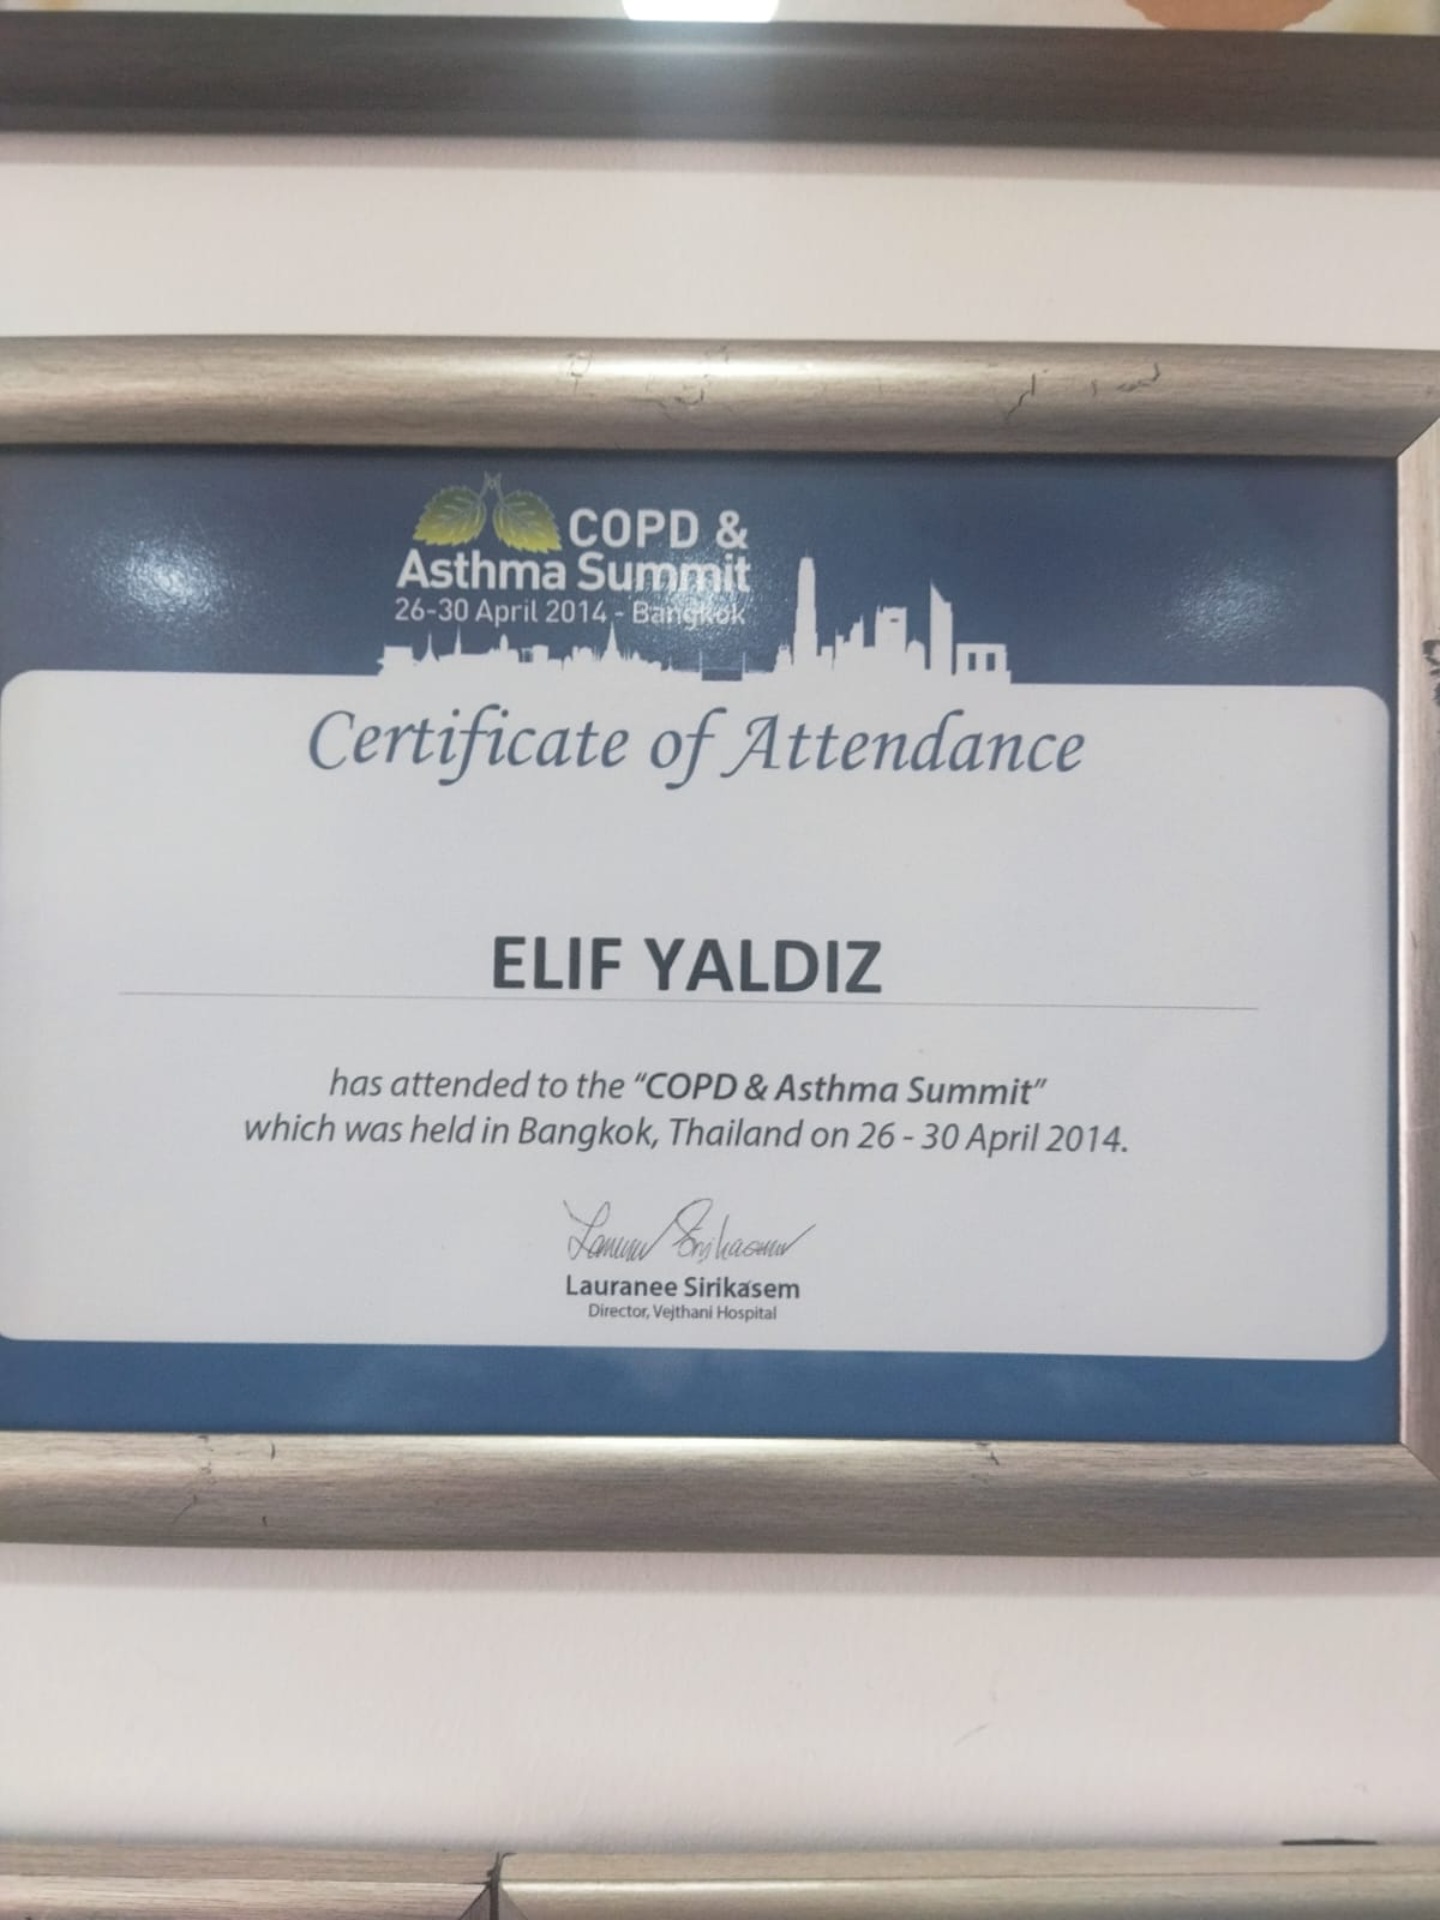 COPD &
Asthma Summit
26-30 April 2014 - Bangkok
Certificate of Attendance
ELIF YALDIZ
has attended to the “COPD & Asthma Summit”
which was held in Bangkok, Thailand on 26 - 30 April 2014.
Lauranee Sirikasem
Director, Vejthani Hospital